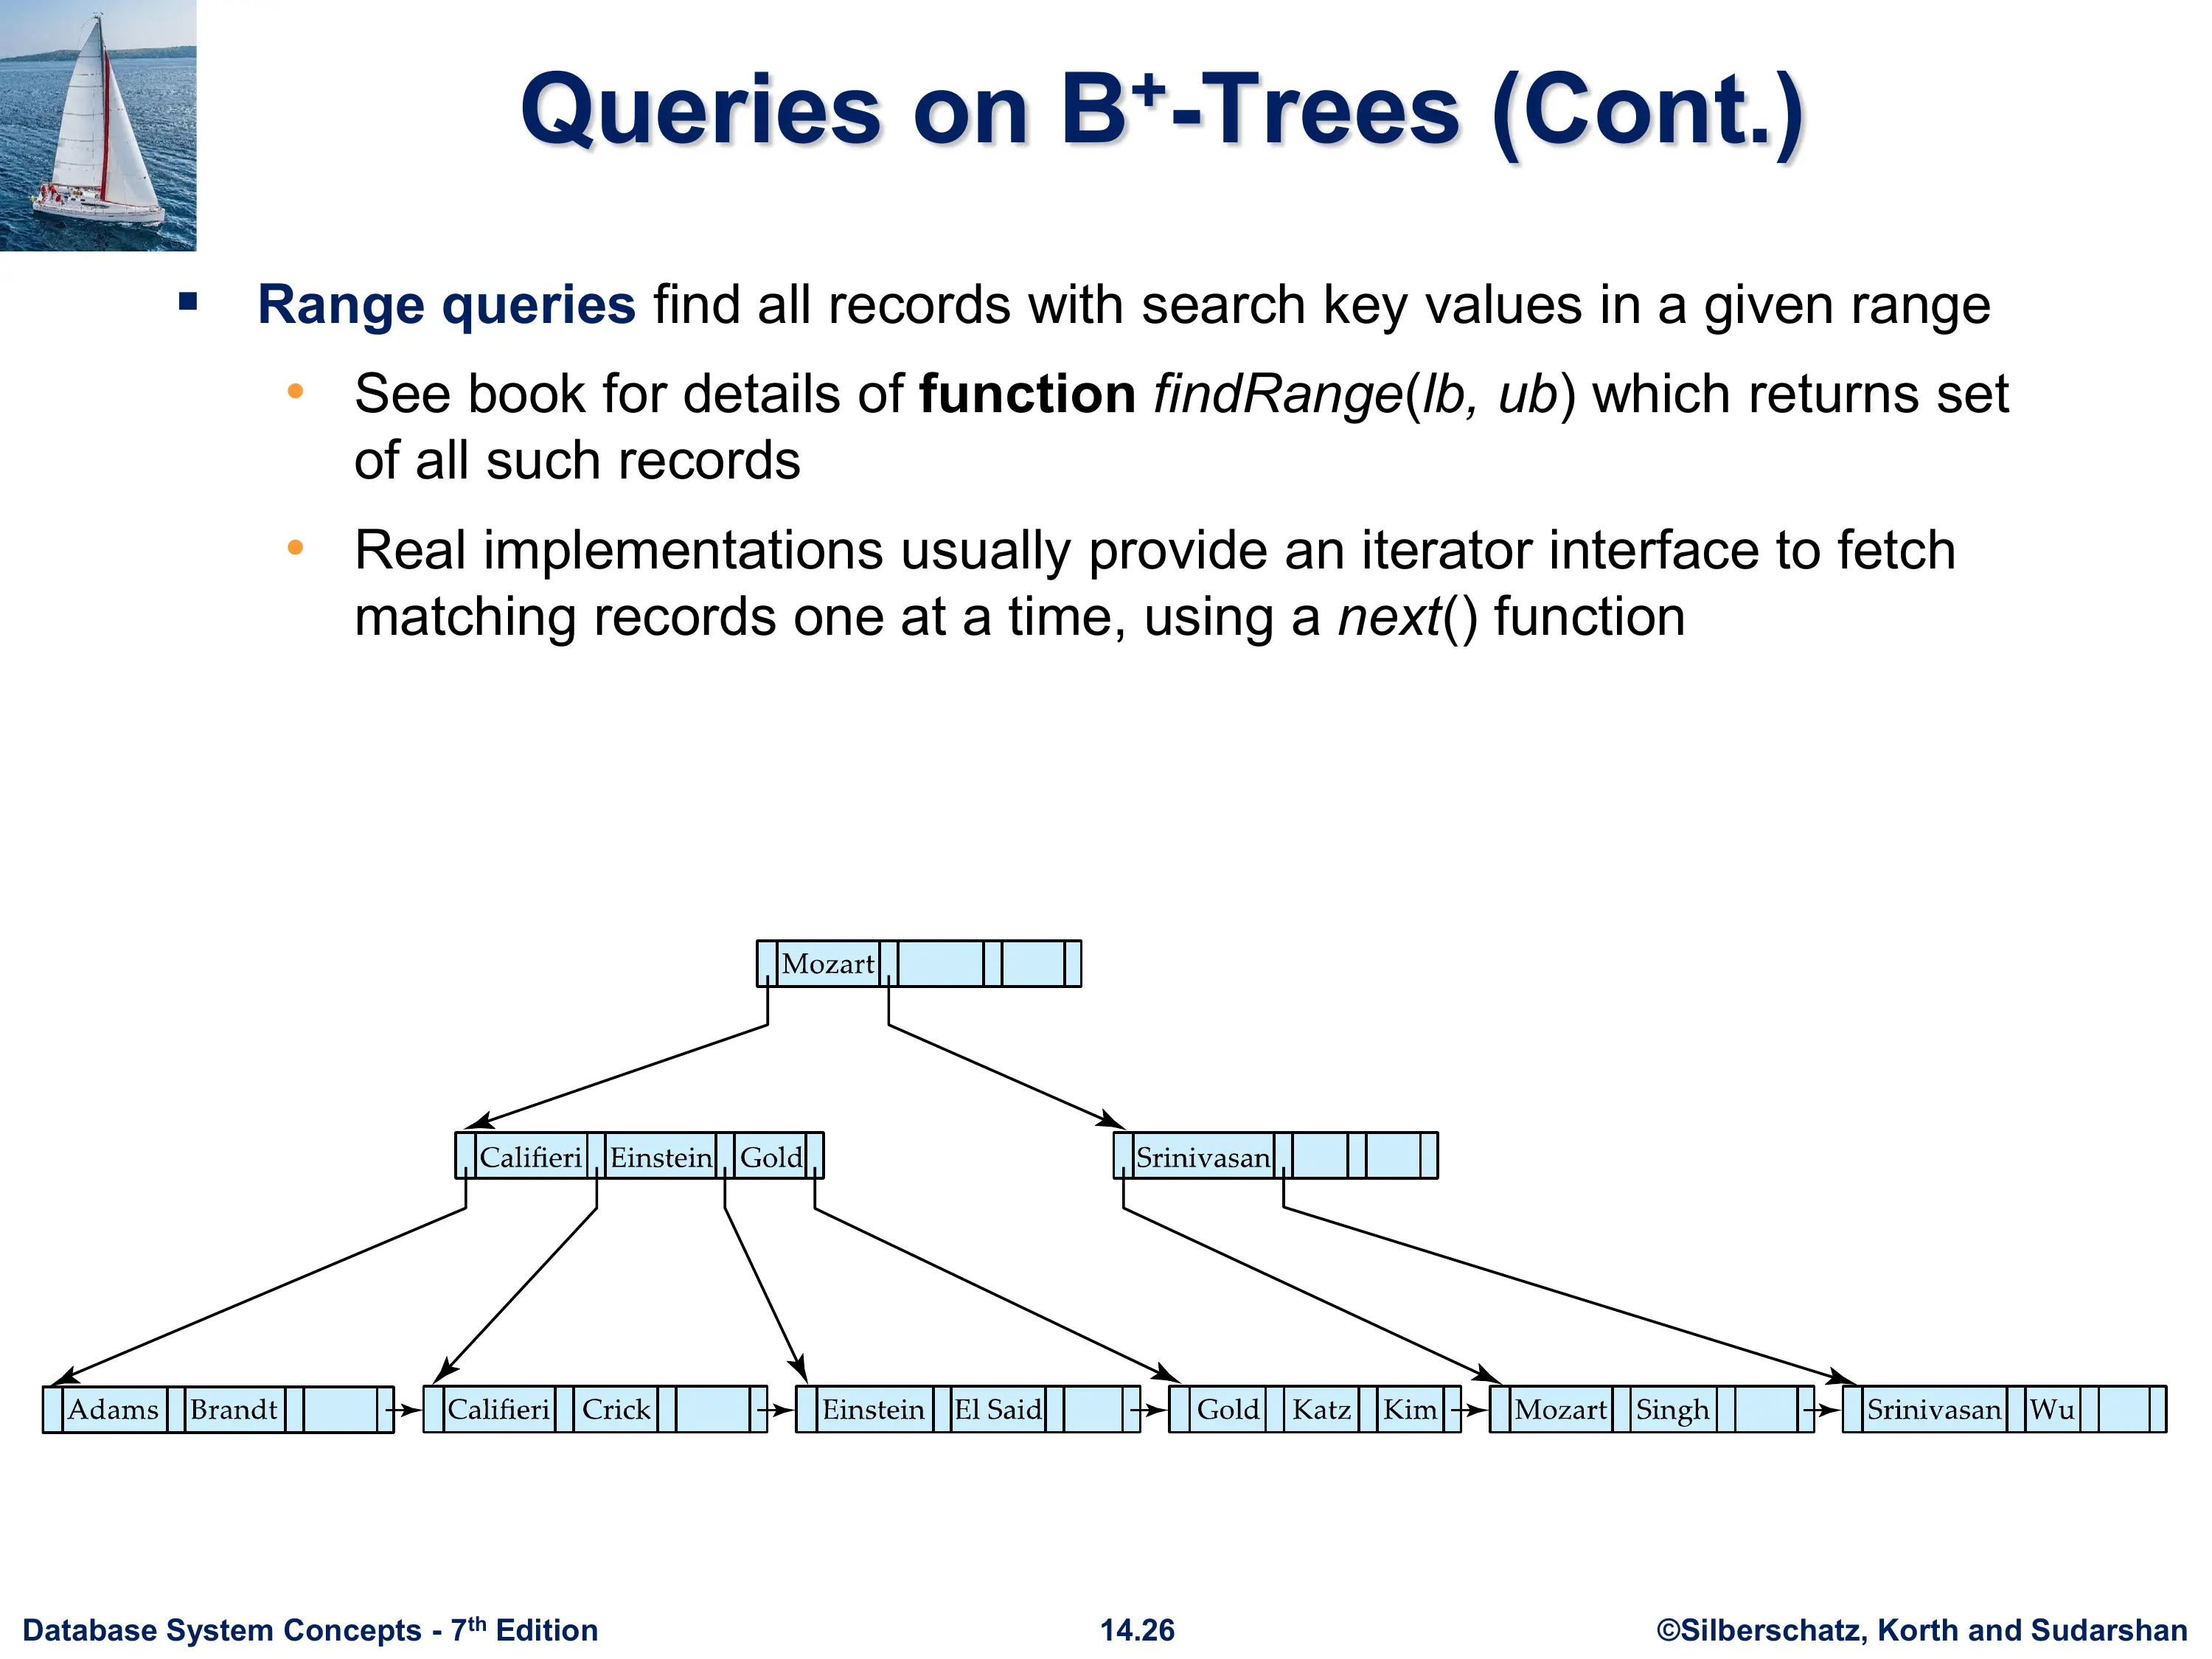 Queries on B+-Trees (Cont.)
▪ Range queries find all records with search key values in a given range
• See book for details of function findRange(lb, ub) which returns set
of all such records
• Real implementations usually provide an iterator interface to fetch
matching records one at a time, using a next() function
Mozart
Califieri Einstein Gold Srinivasan
Adams Brandt Califieri Crick Einstein El Said Gold Katz Kim Mozart Singh Srinivasan Wu
Database System Concepts - 7th Edition 14.26 ©Silberschatz, Korth and Sudarshan